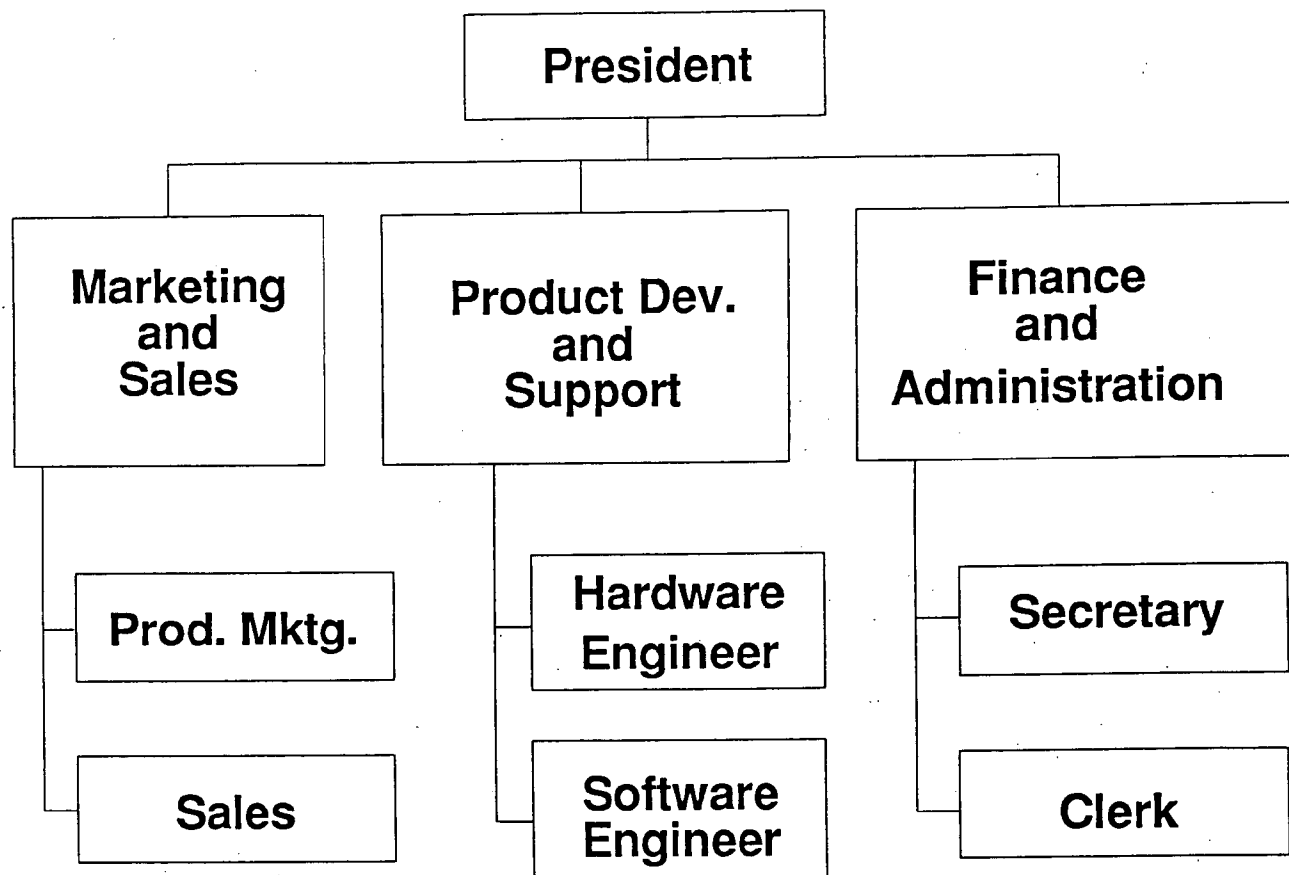 President
Marketing
and
Sales
Product Dev.
and
Support
Finance
and
Administration
Prod. Mktg.
Sales
Hardware
Engineer
Software
Engineer
Secretary
Clerk